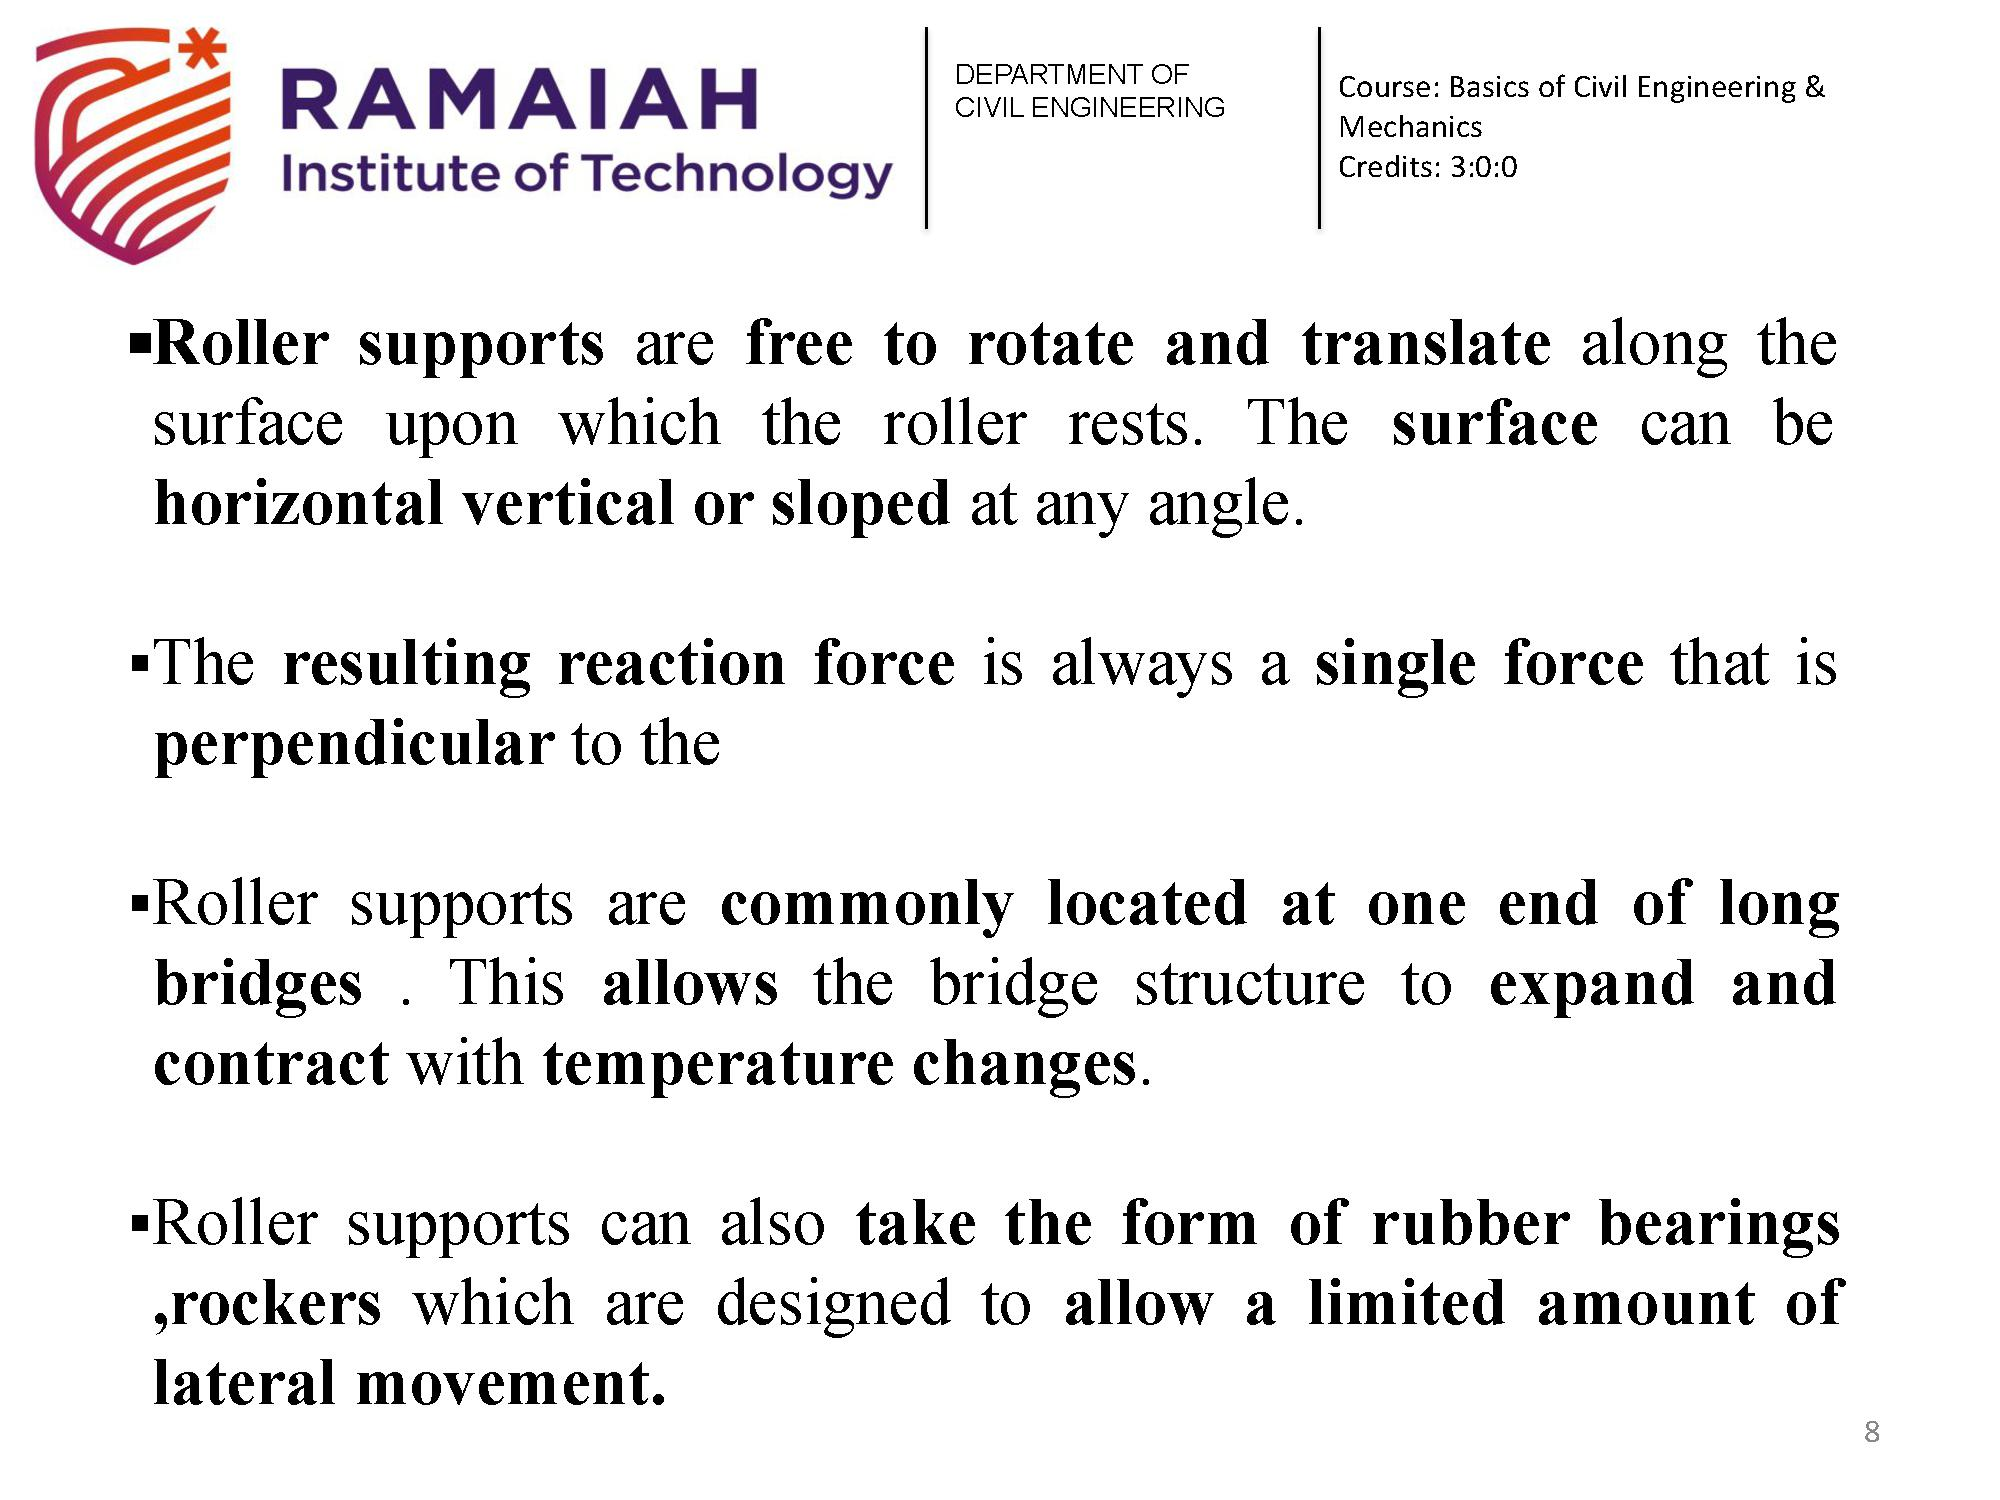 RAMAIAH
Institute of Technology
DEPARTMENT OF
CIVIL ENGINEERING
Course: Basics of Civil Engineering &
Mechanics
Credits: 3:0:0
▪Roller supports are free to rotate and translate along the
surface upon which the roller rests. The surface can be
horizontal vertical or sloped at any angle.
▪The resulting reaction force is always a single force that is
perpendicular to the
▪Roller supports are commonly located at one end of long
bridges . This allows the bridge structure to expand and
contract with temperature changes.
▪Roller supports can also take the form of rubber bearings
,rockers which are designed to allow a limited amount of
lateral movement.
8